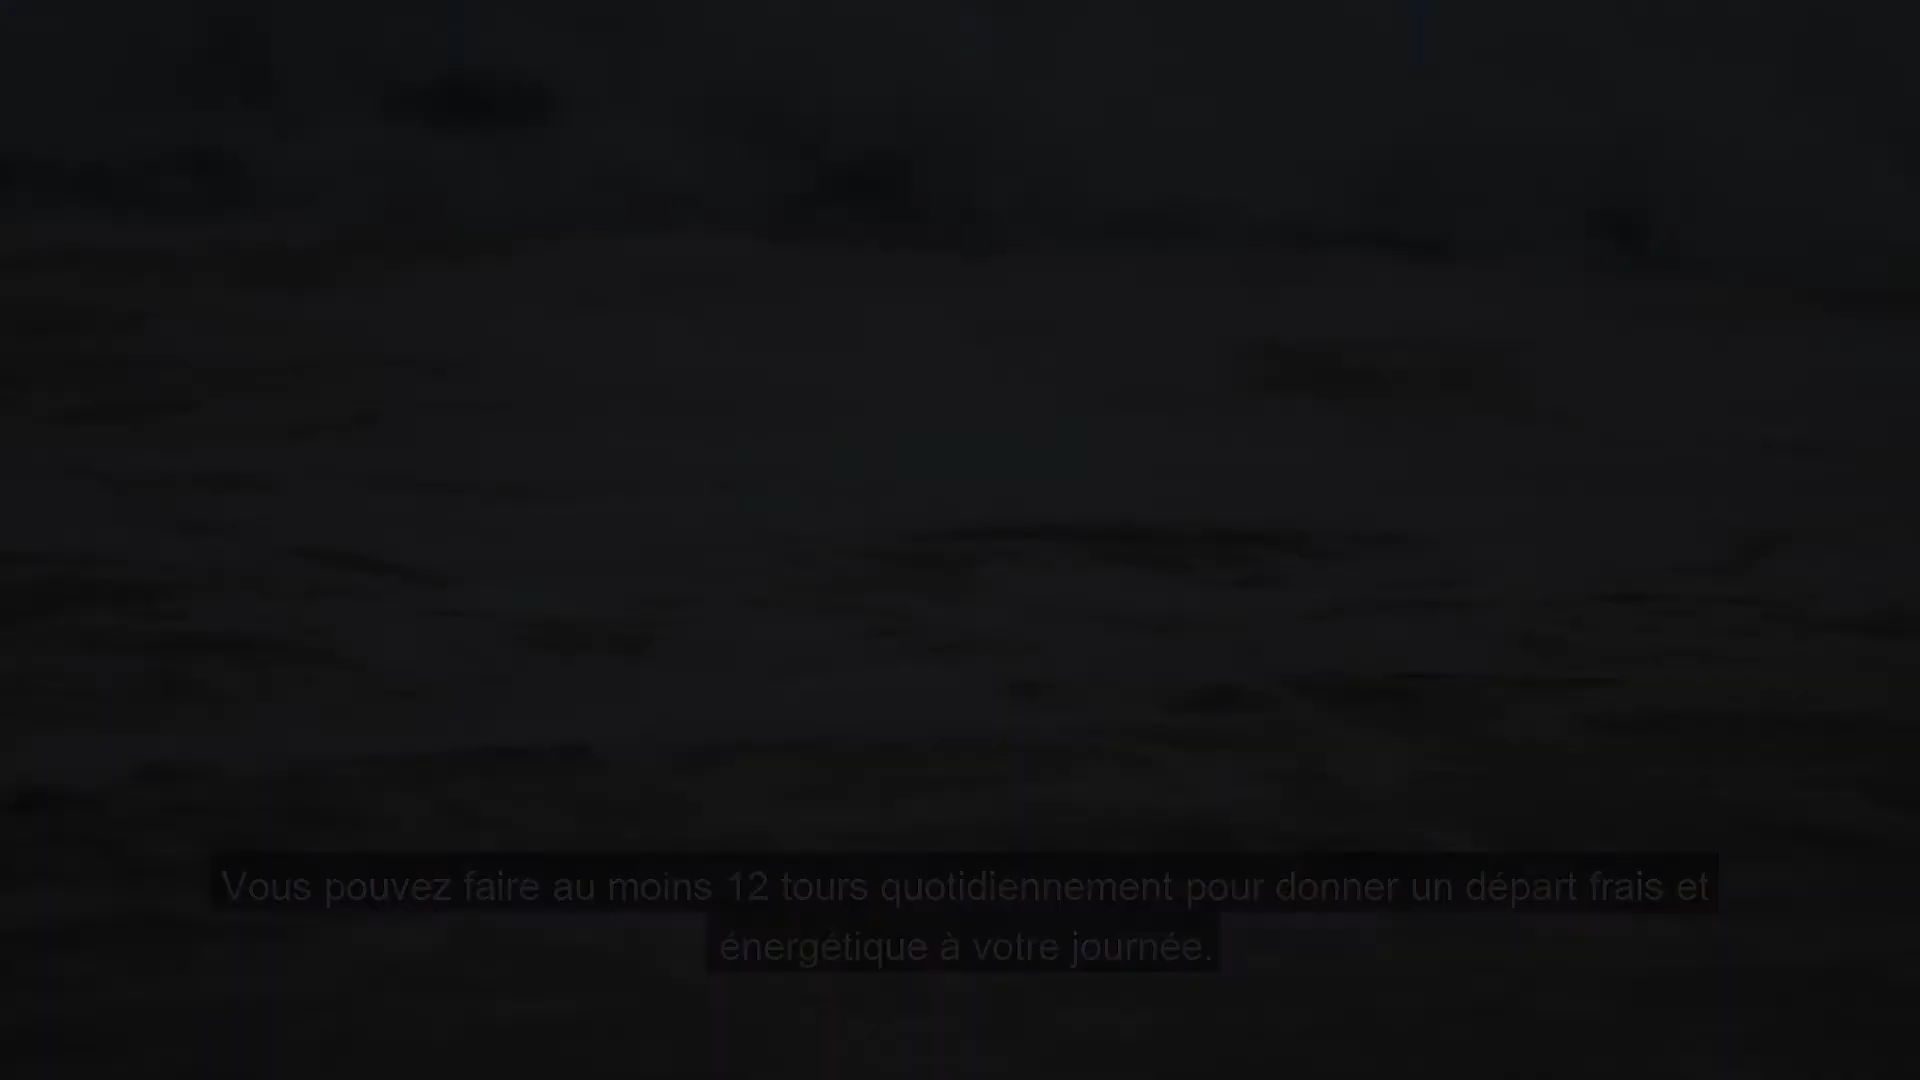 Vous pouvez faire au moins 12 tours quotidiennement pour donner un départ frais et
énergétique à votre journée.